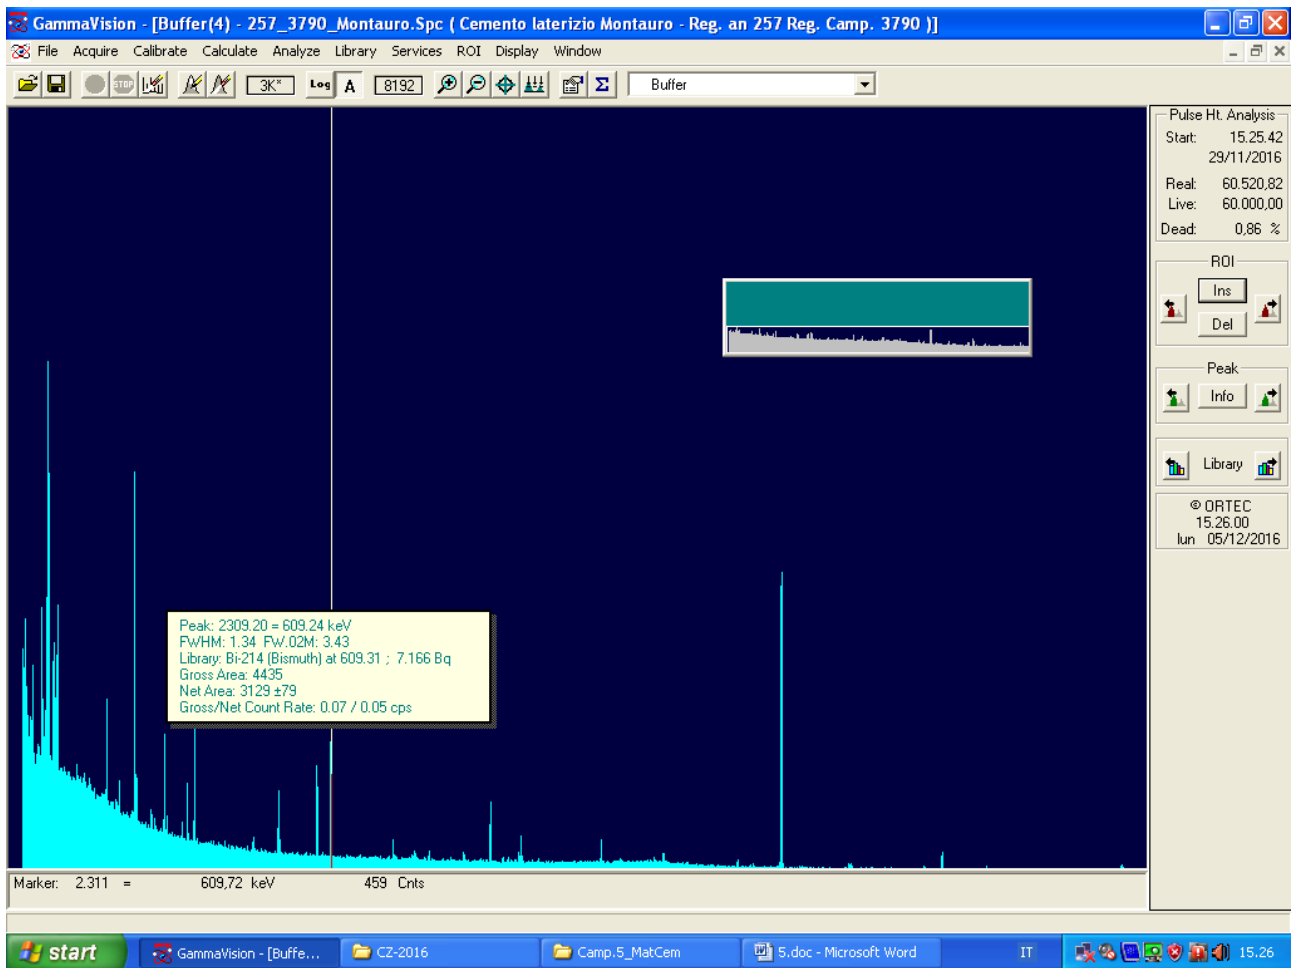 GammaVision - [Buffer(4) - 257_3790_Montauro.Spc ( Cemento laterizio Montauro - Reg. an 257 Reg. Camp. 3790 )]
File Acquire Calibrate Calculate Analyze Library Services ROI Display Window
STOP 3K* Log A 8192 Σ Buffer
Pulse Ht. Analysis
Start: 15.25.42
29/11/2016
Real: 60.520,82
Live: 60.000,00
Dead: 0,86 %
ROI
Ins
Del
Peak
Info
Library
© ORTEC
15.26.00
lun 05/12/2016
Peak: 2309.20 = 609.24 keV
FWHM: 1.34 FW.02M: 3.43
Library: Bi-214 (Bismuth) at 609.31 ; 7.166 Bq
Gross Area: 4435
Net Area: 3129 ±79
Gross/Net Count Rate: 0.07 / 0.05 cps
Marker: 2.311 = 609,72 keV 459 Cnts
start GammaVision - [Buffe... CZ-2016 Camp.5_MatCem 5.doc - Microsoft Word IT 15.26